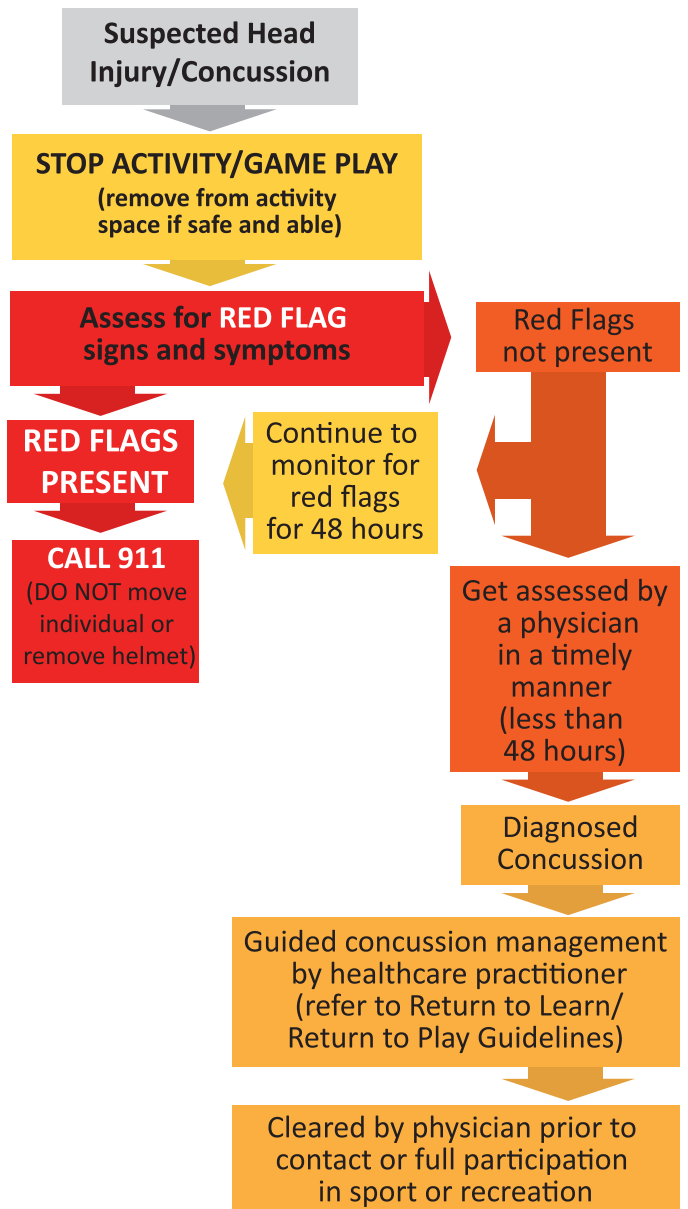 Suspected Head
Injury/Concussion
STOP ACTIVITY/GAME PLAY
(remove from activity
space if safe and able)
Assess for RED FLAG
signs and symptoms
Red Flags
not present
RED FLAGS
PRESENT
Continue to
monitor for
red flags
for 48 hours
CALL 911
(DO NOT move
individual or
remove helmet)
Get assessed by
a physician
in a timely
manner
(less than
48 hours)
Diagnosed
Concussion
Guided concussion management
by healthcare practitioner
(refer to Return to Learn/
Return to Play Guidelines)
Cleared by physician prior to
contact or full participation
in sport or recreation